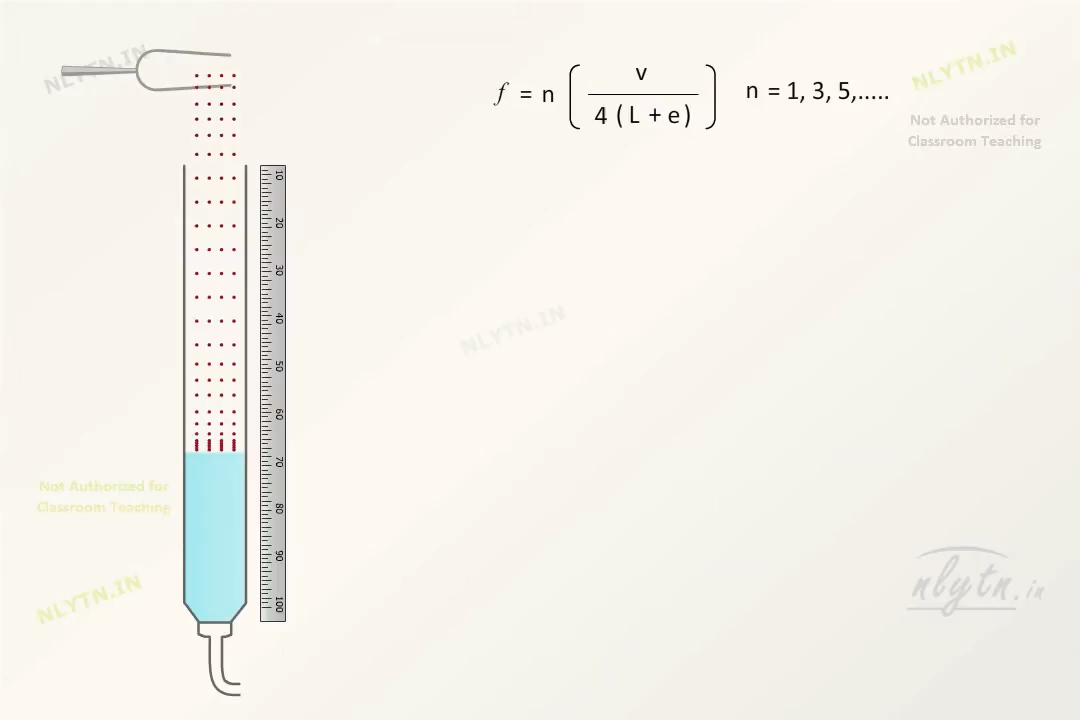 NLYTN.IN
f = n ( v / 4 ( L + e ) ) n = 1, 3, 5,.....
NLYTN.IN
Not Authorized for
Classroom Teaching
10
20
30
40
50
60
70
80
90
100
NLYTN.IN
Not Authorized for
Classroom Teaching
NLYTN.IN
nlytn.in